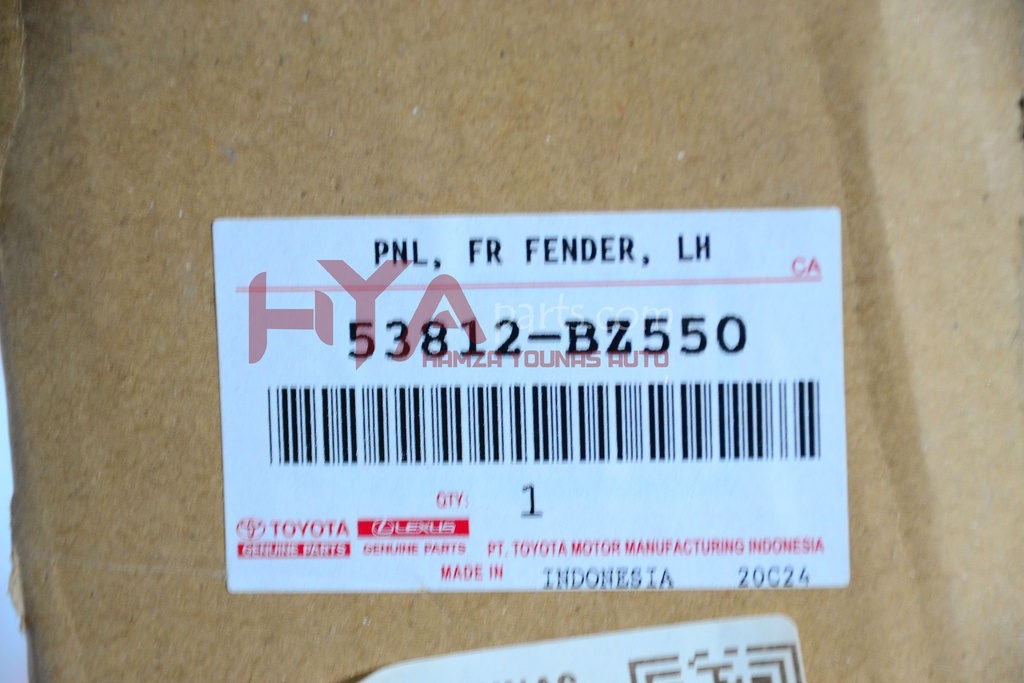 PNL, FR FENDER, LH
CA
HYA parts.com
53812-BZ550
HAMZA YOUNAS AUTO
QTY: 1
TOYOTA LEXUS
GENUINE PARTS GENUINE PARTS PT. TOYOTA MOTOR MANUFACTURING INDONESIA
MADE IN INDONESIA 20C24